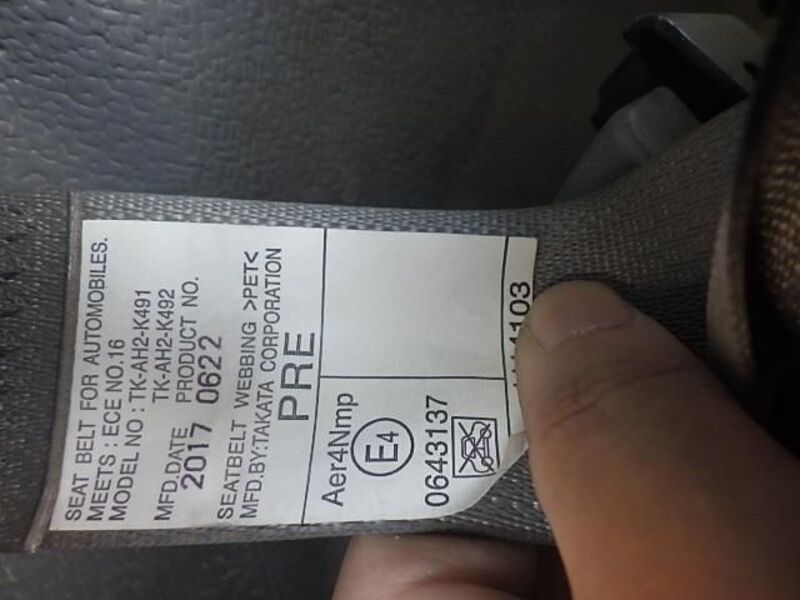 SEAT BELT FOR AUTOMOBILES.
MEETS : ECE NO.16
MODEL NO : TK-AH2-K491
TK-AH2-K492
MFD.DATE PRODUCT NO.
2017 0622
SEATBELT WEBBING >PET<
MFD.BY:TAKATA CORPORATION
PRE
Aer4Nmp
E4
0643137
4103